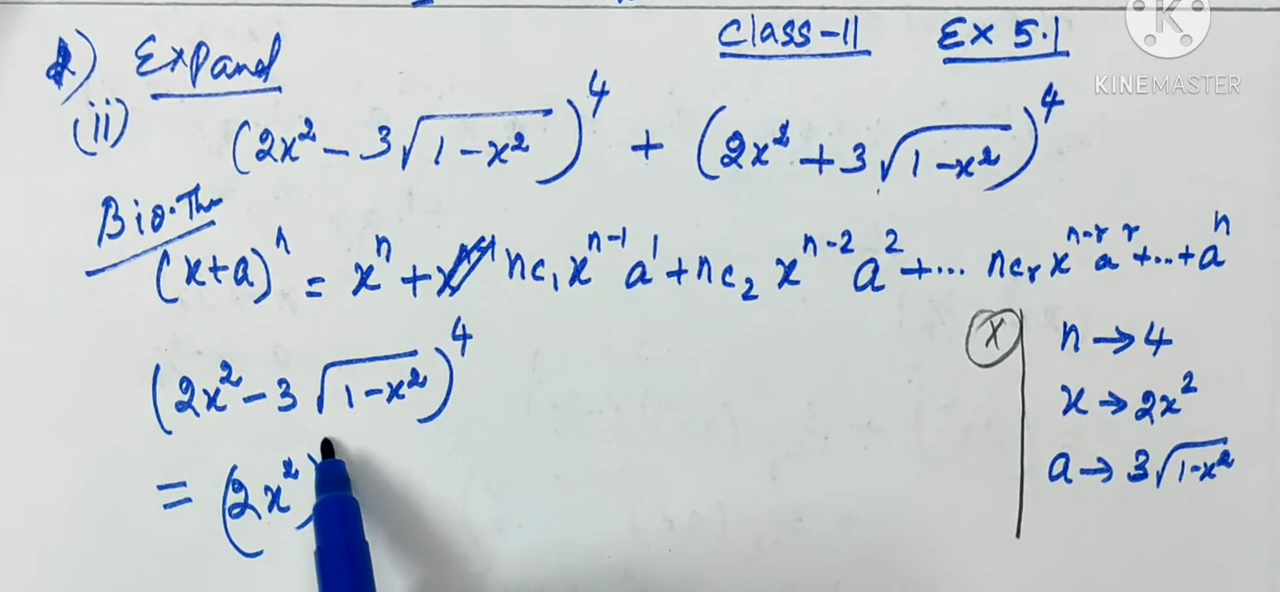 Class-11 Ex 5.1
K
KINEMASTER
1) Expand
(ii) (2x² - 3√(1-x²))⁴ + (2x² + 3√(1-x²))⁴
Bio.Thm
(x+a)ⁿ = xⁿ + nc₁ xⁿ⁻¹ a¹ + nc₂ xⁿ⁻² a² + ... ncᵣ xⁿ⁻ʳ aʳ + ... + aⁿ
(2x² - 3√(1-x²))⁴
= (2x²)
(x)
n → 4
x → 2x²
a → 3√(1-x²)